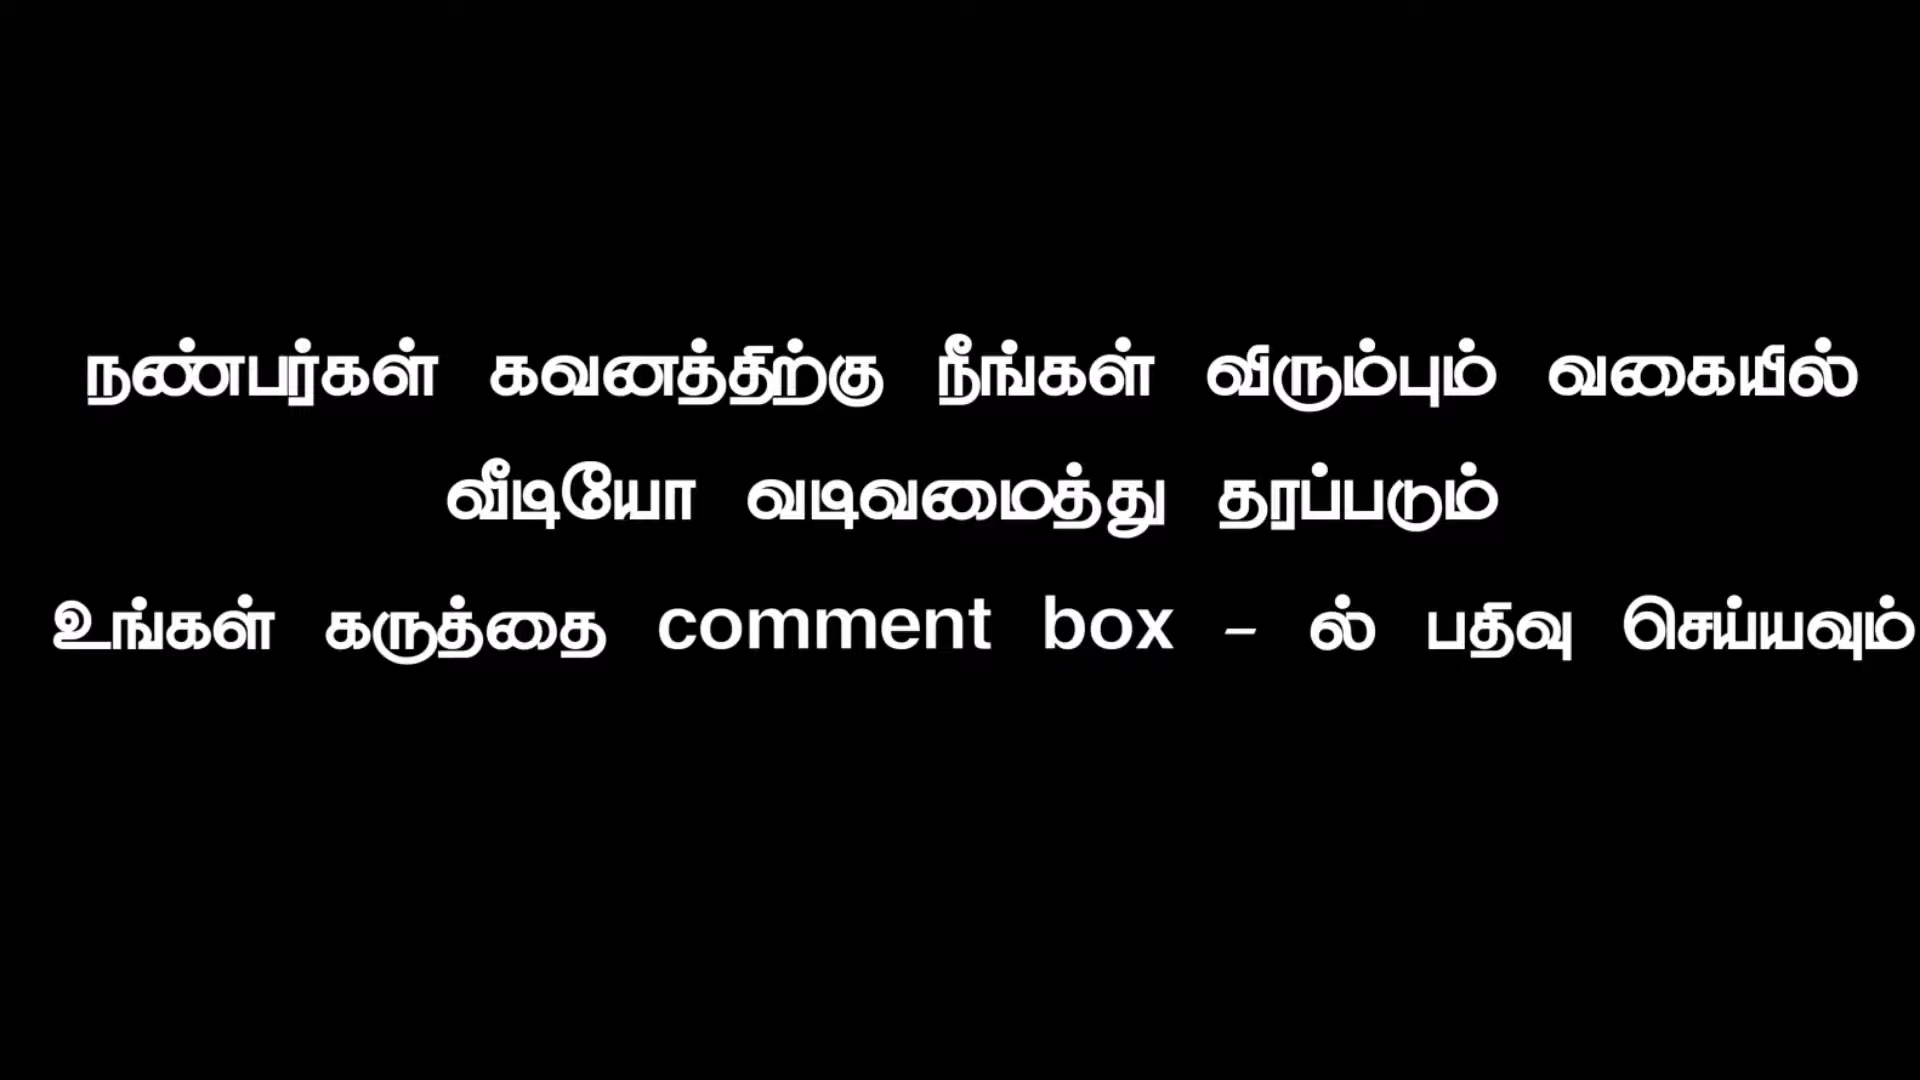 நண்பர்கள் கவனத்திற்கு நீங்கள் விரும்பும் வகையில்
வீடியோ வடிவமைத்து தரப்படும்
உங்கள் கருத்தை comment box – ல் பதிவு செய்யவும்